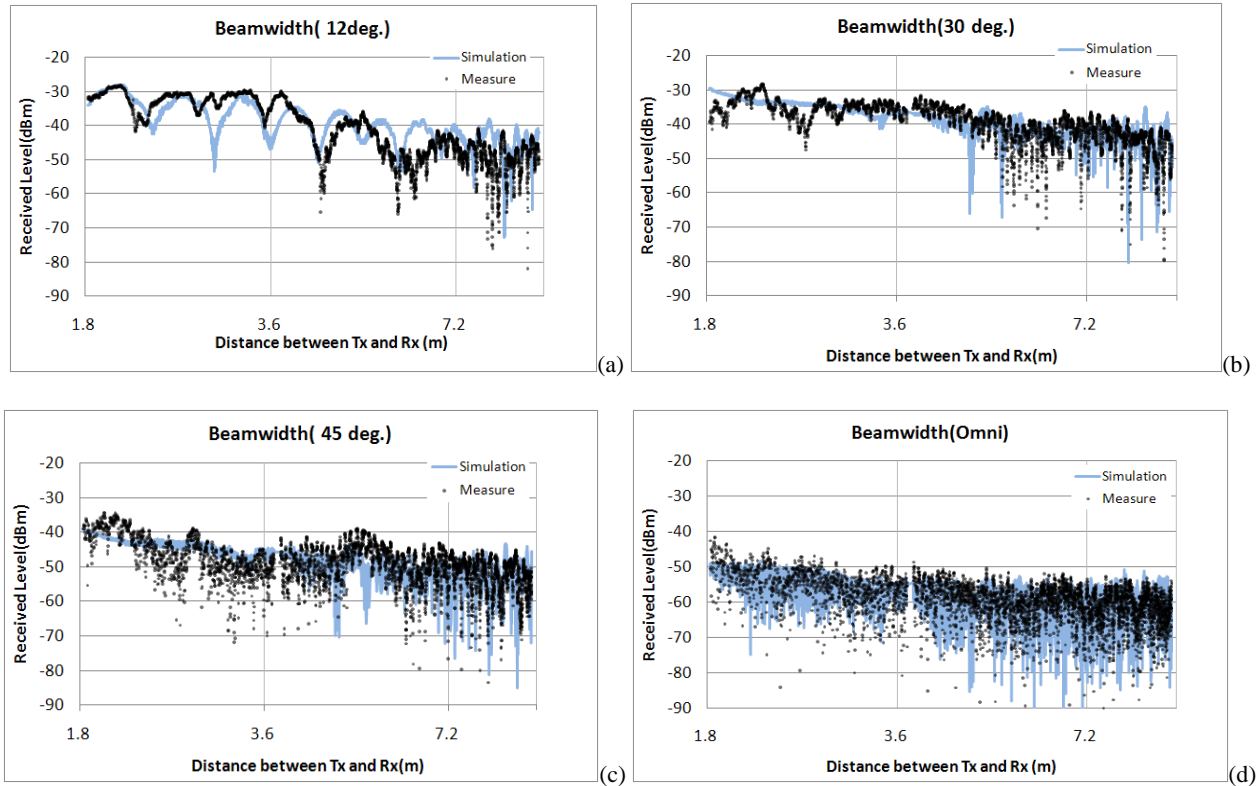 Beamwidth( 12deg.)
Simulation
Measure
Received Level(dBm)
-20
-30
-40
-50
-60
-70
-80
-90
1.8
3.6
7.2
Distance between Tx and Rx (m)
(a)
Beamwidth(30 deg.)
Simulation
Measure
Received Level(dBm)
-20
-30
-40
-50
-60
-70
-80
-90
1.8
3.6
7.2
Distance between Tx and Rx (m)
(b)
Beamwidth( 45 deg.)
Simulation
Measure
Received Level(dBm)
-20
-30
-40
-50
-60
-70
-80
-90
1.8
3.6
7.2
Distance between Tx and Rx(m)
(c)
Beamwidth(Omni)
Simulation
Measure
Received Level(dBm)
-20
-30
-40
-50
-60
-70
-80
-90
1.8
3.6
7.2
Distance between Tx and Rx(m)
(d)